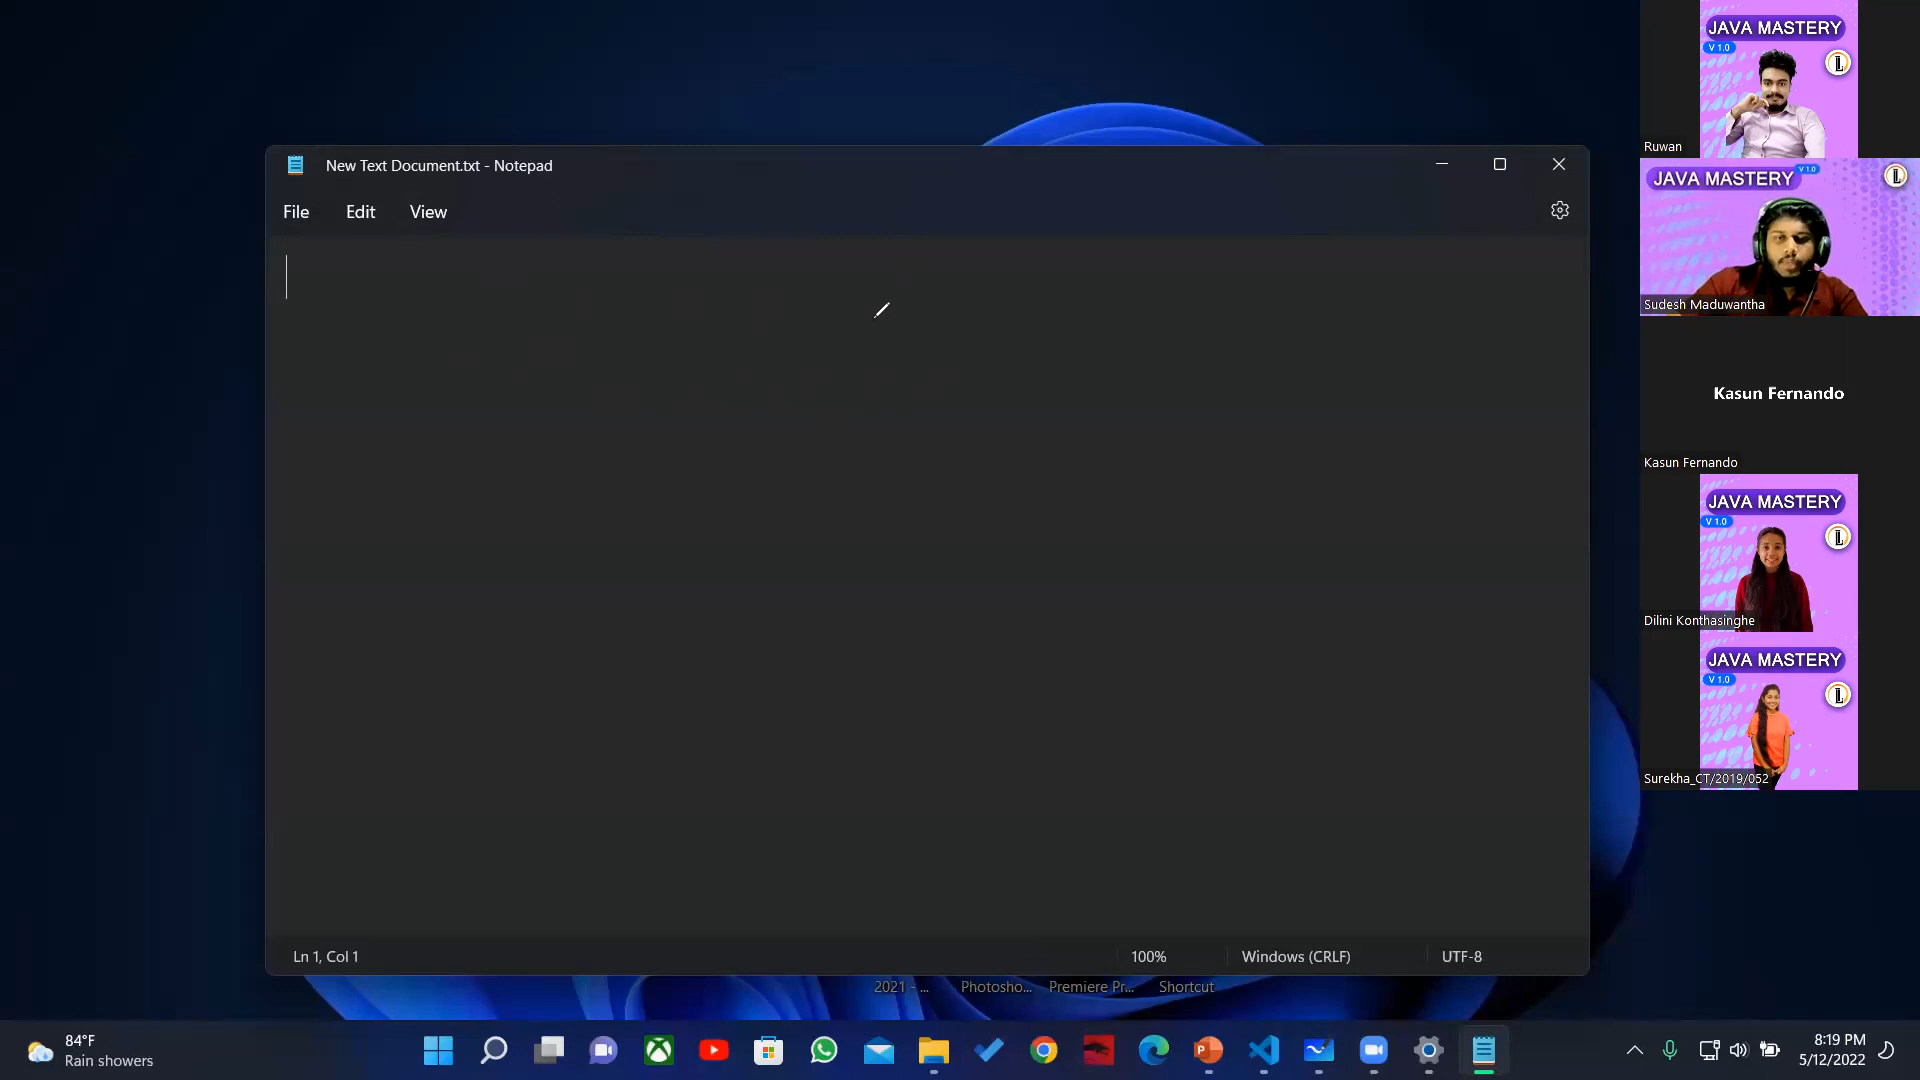 New Text Document.txt - Notepad
File Edit View
Ln 1, Col 1
100%
Windows (CRLF)
UTF-8
2021 - ...
Photosho...
Premiere Pr...
Shortcut
84°F
Rain showers
8:19 PM
5/12/2022
JAVA MASTERY
V 1.0
Ruwan
JAVA MASTERY
V 1.0
Sudesh Maduwantha
Kasun Fernando
Kasun Fernando
JAVA MASTERY
V 1.0
Dilini Konthasinghe
JAVA MASTERY
V 1.0
Surekha_CT/2019/052